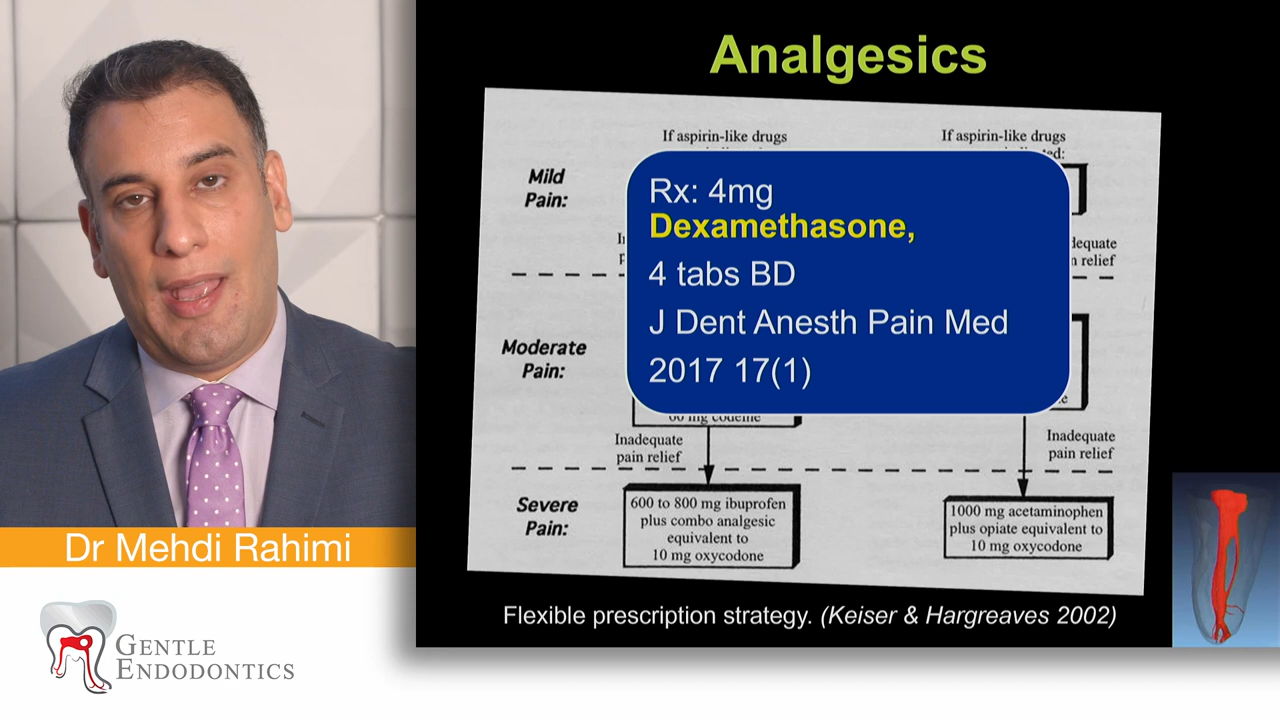 Analgesics
If aspirin-like drugs
If aspirin-like drugs
Mild
Pain:
Rx: 4mg
Dexamethasone,
4 tabs BD
J Dent Anesth Pain Med
2017 17(1)
relief
Moderate
Pain:
Inadequate
pain relief
Inadequate
pain relief
Severe
Pain:
600 to 800 mg ibuprofen
plus combo analgesic
equivalent to
10 mg oxycodone
1000 mg acetaminophen
plus opiate equivalent to
10 mg oxycodone
Flexible prescription strategy. (Keiser & Hargreaves 2002)
Dr Mehdi Rahimi
GENTLE
ENDODONTICS